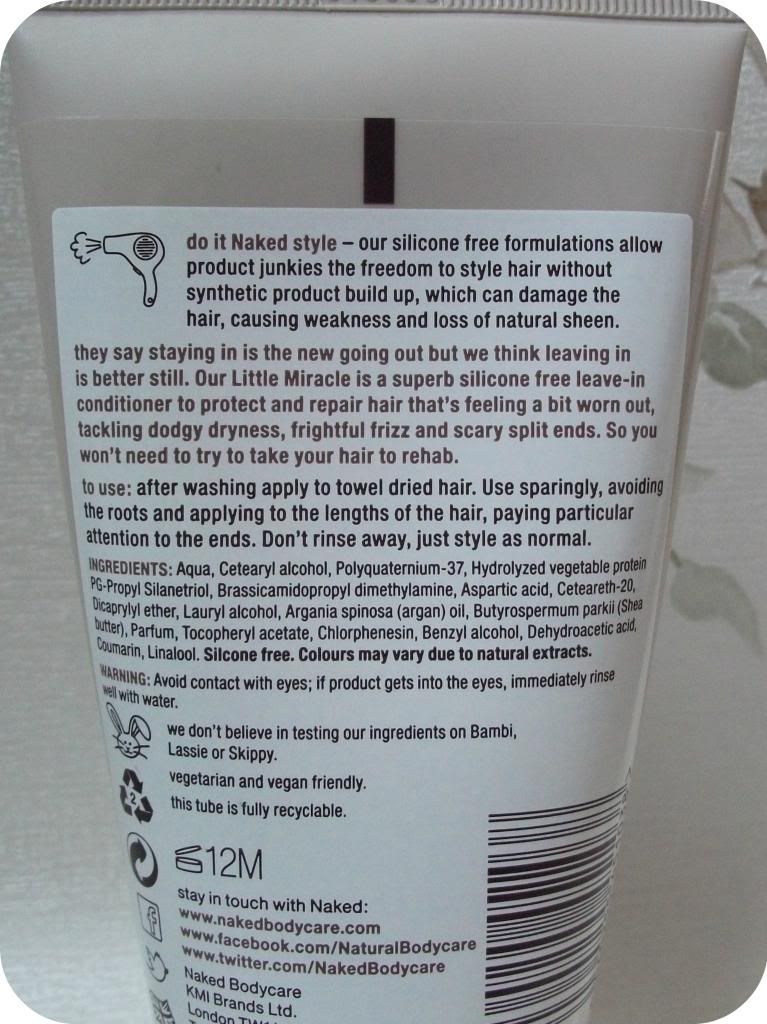 do it Naked style – our silicone free formulations allow
product junkies the freedom to style hair without
synthetic product build up, which can damage the
hair, causing weakness and loss of natural sheen.
they say staying in is the new going out but we think leaving in
is better still. Our Little Miracle is a superb silicone free leave-in
conditioner to protect and repair hair that's feeling a bit worn out,
tackling dodgy dryness, frightful frizz and scary split ends. So you
won't need to try to take your hair to rehab.
to use: after washing apply to towel dried hair. Use sparingly, avoiding
the roots and applying to the lengths of the hair, paying particular
attention to the ends. Don't rinse away, just style as normal.
INGREDIENTS: Aqua, Cetearyl alcohol, Polyquaternium-37, Hydrolyzed vegetable protein
PG-Propyl Silanetriol, Brassicamidopropyl dimethylamine, Aspartic acid, Ceteareth-20,
Dicaprylyl ether, Lauryl alcohol, Argania spinosa (argan) oil, Butyrospermum parkii (Shea
butter), Parfum, Tocopheryl acetate, Chlorphenesin, Benzyl alcohol, Dehydroacetic acid,
Coumarin, Linalool. Silcone free. Colours may vary due to natural extracts.
WARNING: Avoid contact with eyes; if product gets into the eyes, immediately rinse
well with water.
we don't believe in testing our ingredients on Bambi,
Lassie or Skippy.
vegetarian and vegan friendly.
2
this tube is fully recyclable.
12M
stay in touch with Naked:
www.nakedbodycare.com
www.facebook.com/NaturalBodycare
www.twitter.com/NakedBodycare
Naked Bodycare
KMI Brands Ltd.
London TW11